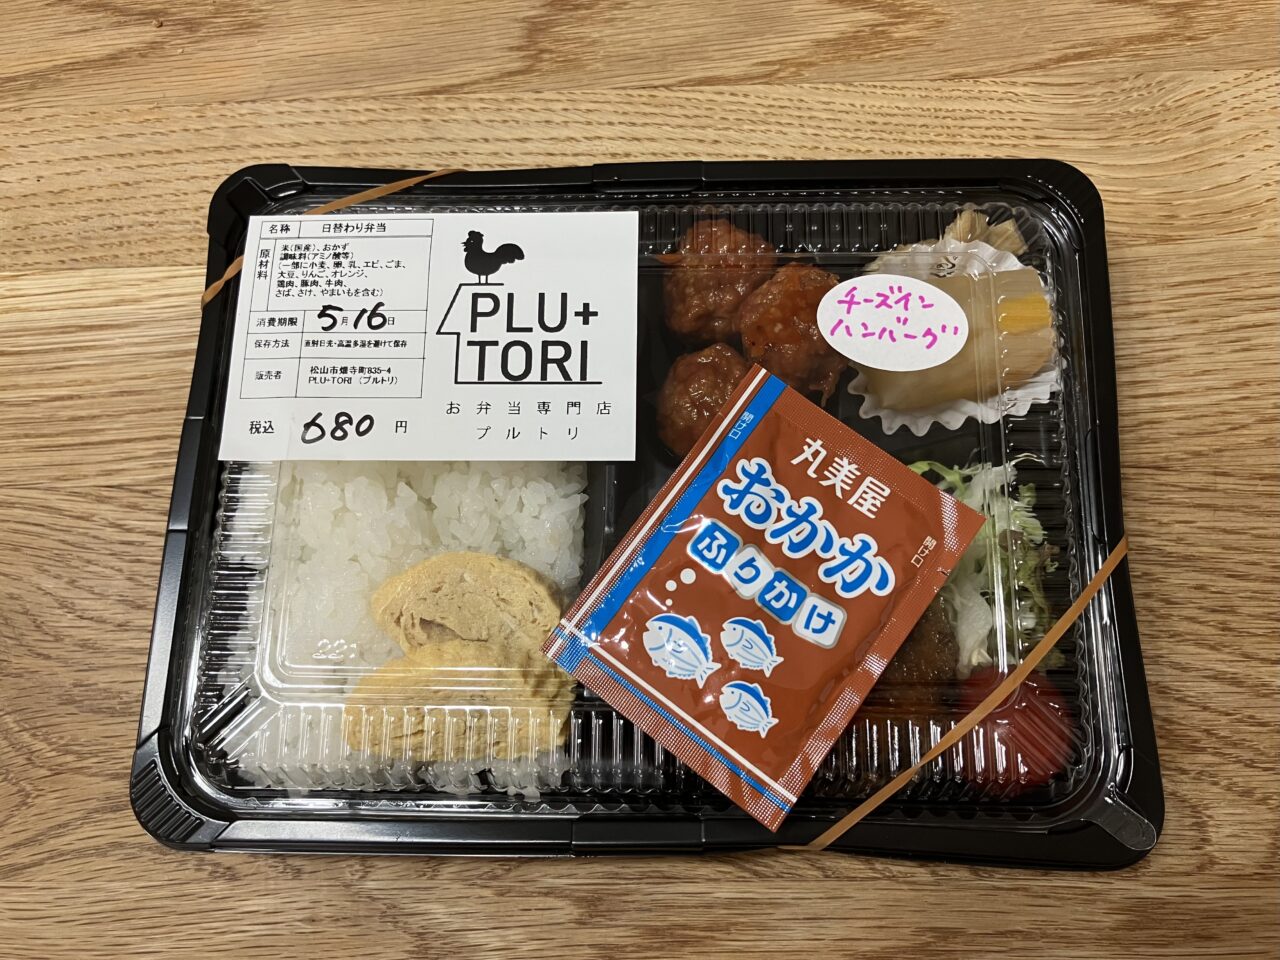 名称 日替わり弁当
原材料 米(国産)、おかず
調味料(アミノ酸等)
(一部に小麦、卵、乳、エビ、ごま、
大豆、りんご、オレンジ、
鶏肉、豚肉、牛肉、
さば、さけ、やまいもを含む)
消費期限 5月16日
保存方法 直射日光・高温多湿を避けて保存
販売者 松山市畑寺町835-4
PLU+TORI (プルトリ)
税込 680 円
PLU+
TORI
お弁当専門店
プルトリ
チーズイン
ハンバーグ
開け口
丸美屋
おかか
ふりかけ
開け口